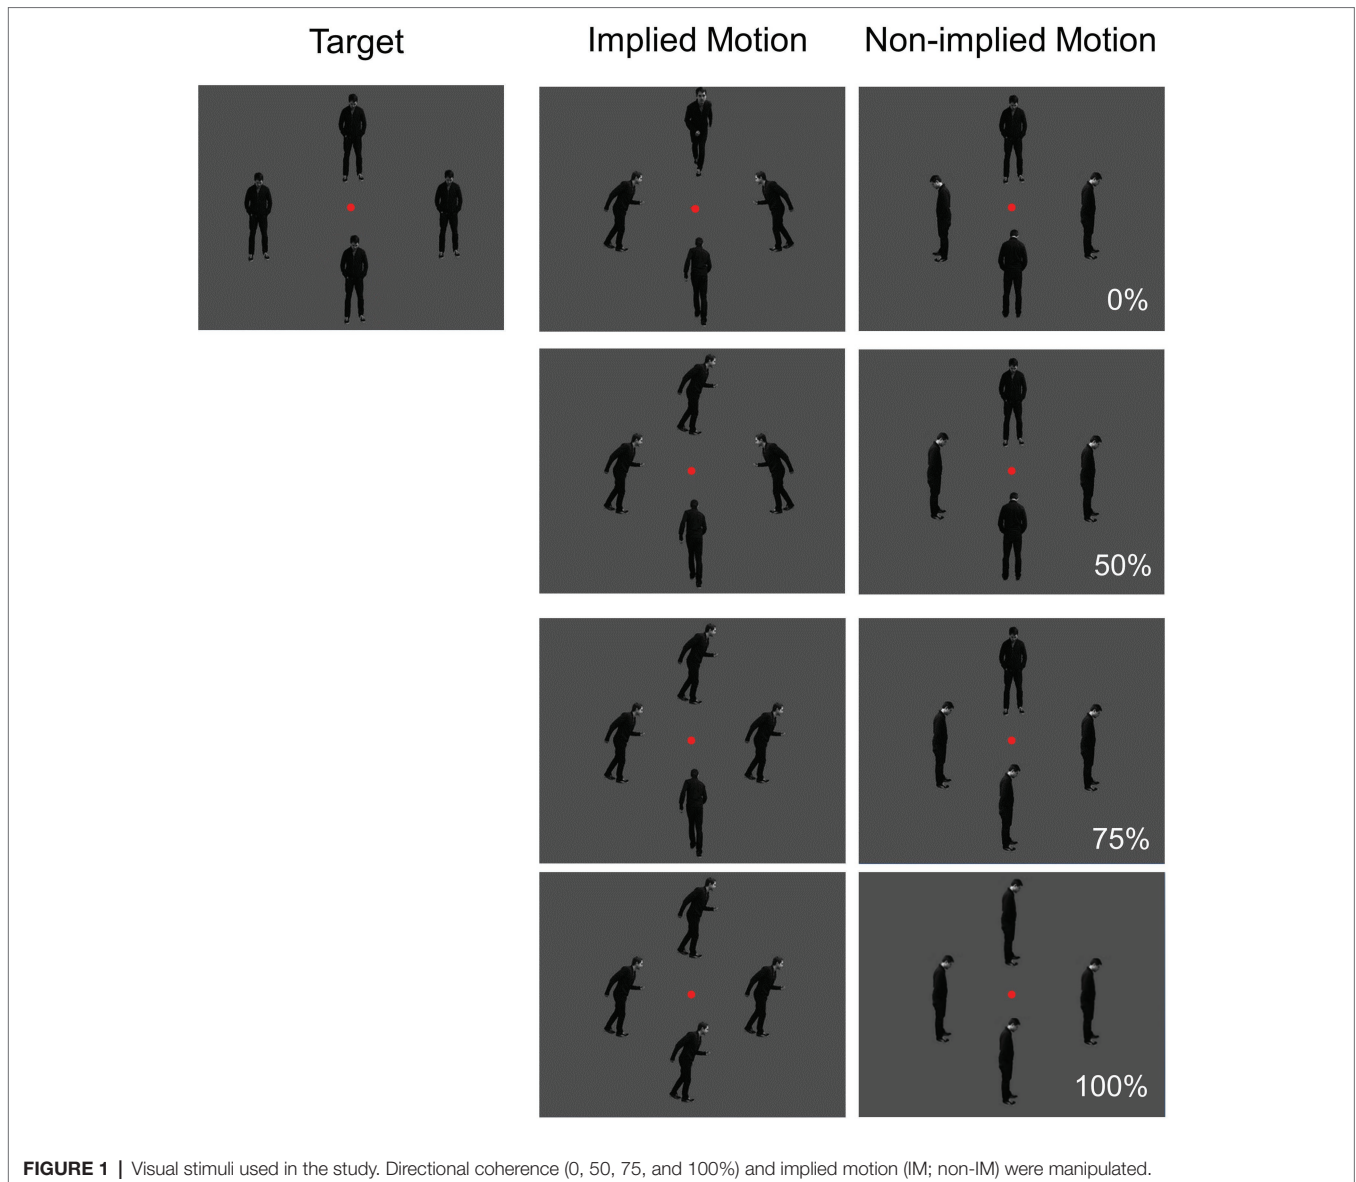 Target
Implied Motion
Non-implied Motion
0%
50%
75%
100%
FIGURE 1 | Visual stimuli used in the study. Directional coherence (0, 50, 75, and 100%) and implied motion (IM; non-IM) were manipulated.